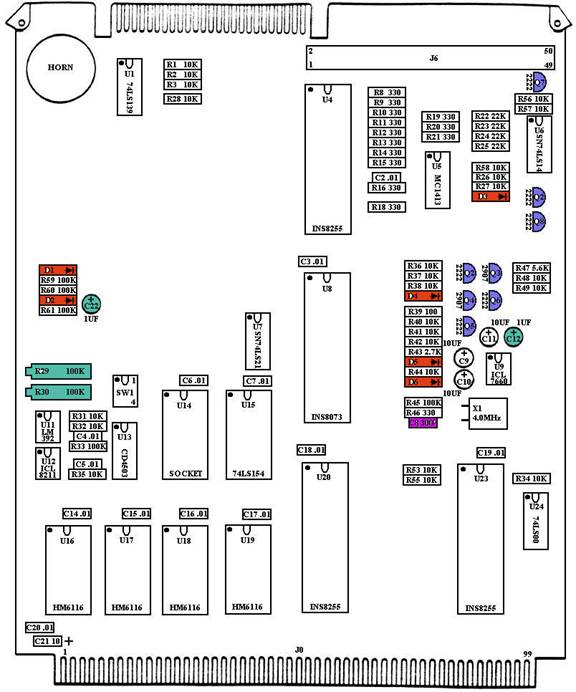 HORN
U1
74LS139
R1 10K
R2 10K
R3 10K
R28 10K
2
50
1
J6
49
U4
INS8255
R8 330
R9 330
R10 330
R11 330
R12 330
R13 330
R14 330
R15 330
C2 .01
R16 330
R18 330
R19 330
R20 330
R21 330
U5
MC1413
R22 22K
R23 22K
R24 22K
R25 22K
R58 10K
R26 10K
R27 10K
2222
R56 10K
R57 10K
U6
SN74LS14
2222
2222
R59 100K
R60 100K
R61 100K
C22
1UF
C3 .01
U8
INS8073
R36 10K
R37 10K
R38 10K
R39 100
R40 10K
R41 10K
R42 10K
R43 2.7K
R44 10K
R45 100K
R46 330
2222
2907
2907
2222
2222
R47 5.6K
R48 10K
R49 10K
10UF
C9
C10
10UF
10UF
C11
1UF
C12
U9
ICL
7660
X1
4.0MHz
SN74LS21
R29 100K
R30 100K
1
SW1
4
C6 .01
U14
SOCKET
C7 .01
U15
74LS154
U11
LM
392
U12
ICL
8211
R31 10K
R32 10K
C4 .01
R33 100K
C5 .01
R35 10K
U13
CD4503
C18 .01
U20
INS8255
R53 10K
R55 10K
C19 .01
U23
INS8255
R34 10K
U24
74LS00
C14 .01
U16
HM6116
C15 .01
U17
HM6116
C16 .01
U18
HM6116
C17 .01
U19
HM6116
C20 .01
C21 10 +
1
J0
99